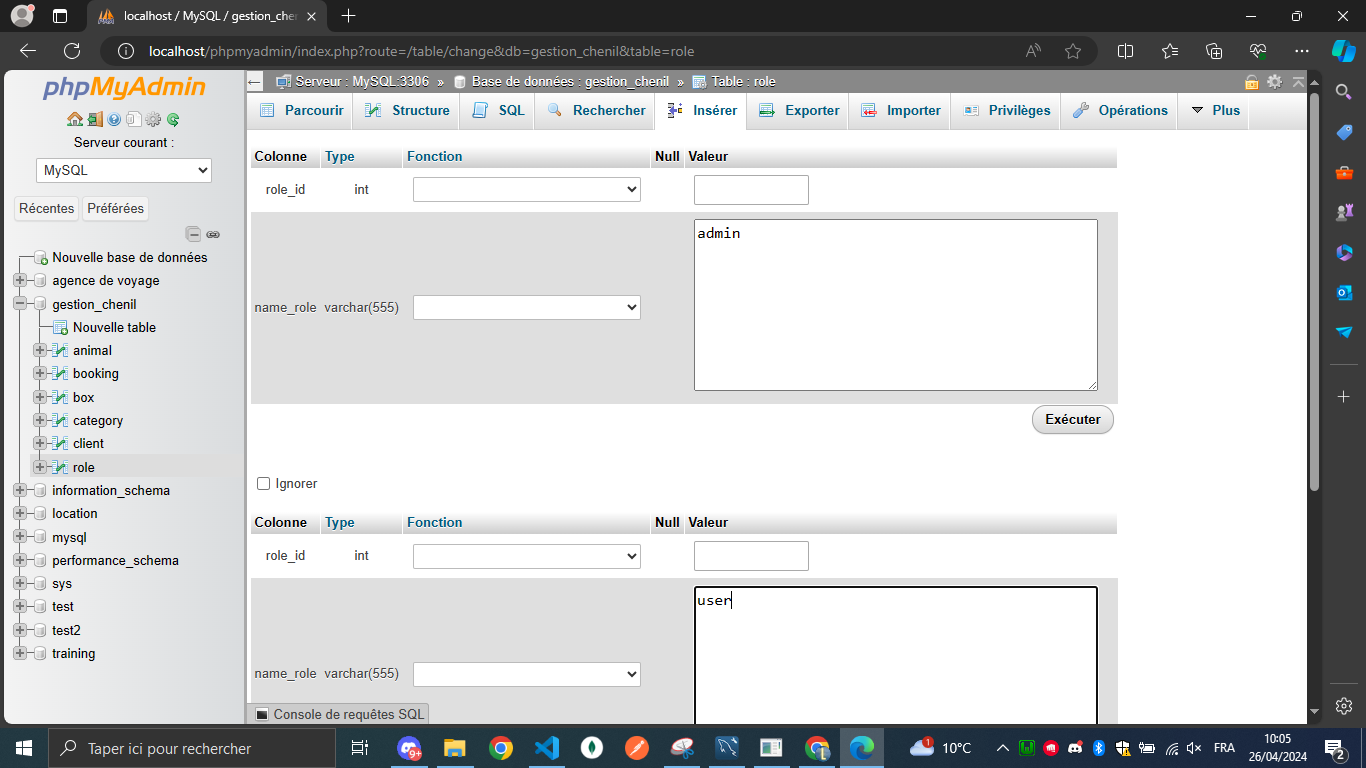 localhost / MySQL / gestion_chen
localhost/phpmyadmin/index.php?route=/table/change&db=gestion_chenil&table=role
phpMyAdmin
Serveur courant :
MySQL
Récentes
Préférées
Nouvelle base de données
agence de voyage
gestion_chenil
Nouvelle table
animal
booking
box
category
client
role
information_schema
location
mysql
performance_schema
sys
test
test2
training
Serveur : MySQL:3306 » Base de données : gestion_chenil » Table : role
Parcourir Structure SQL Rechercher Insérer Exporter Importer Privilèges Opérations Plus
Colonne Type Fonction Null Valeur
role_id int
name_role varchar(555) admin
Exécuter
Ignorer
Colonne Type Fonction Null Valeur
role_id int
name_role varchar(555) user
Console de requêtes SQL
Taper ici pour rechercher
9+
1
10°C
FRA
10:05
26/04/2024
2